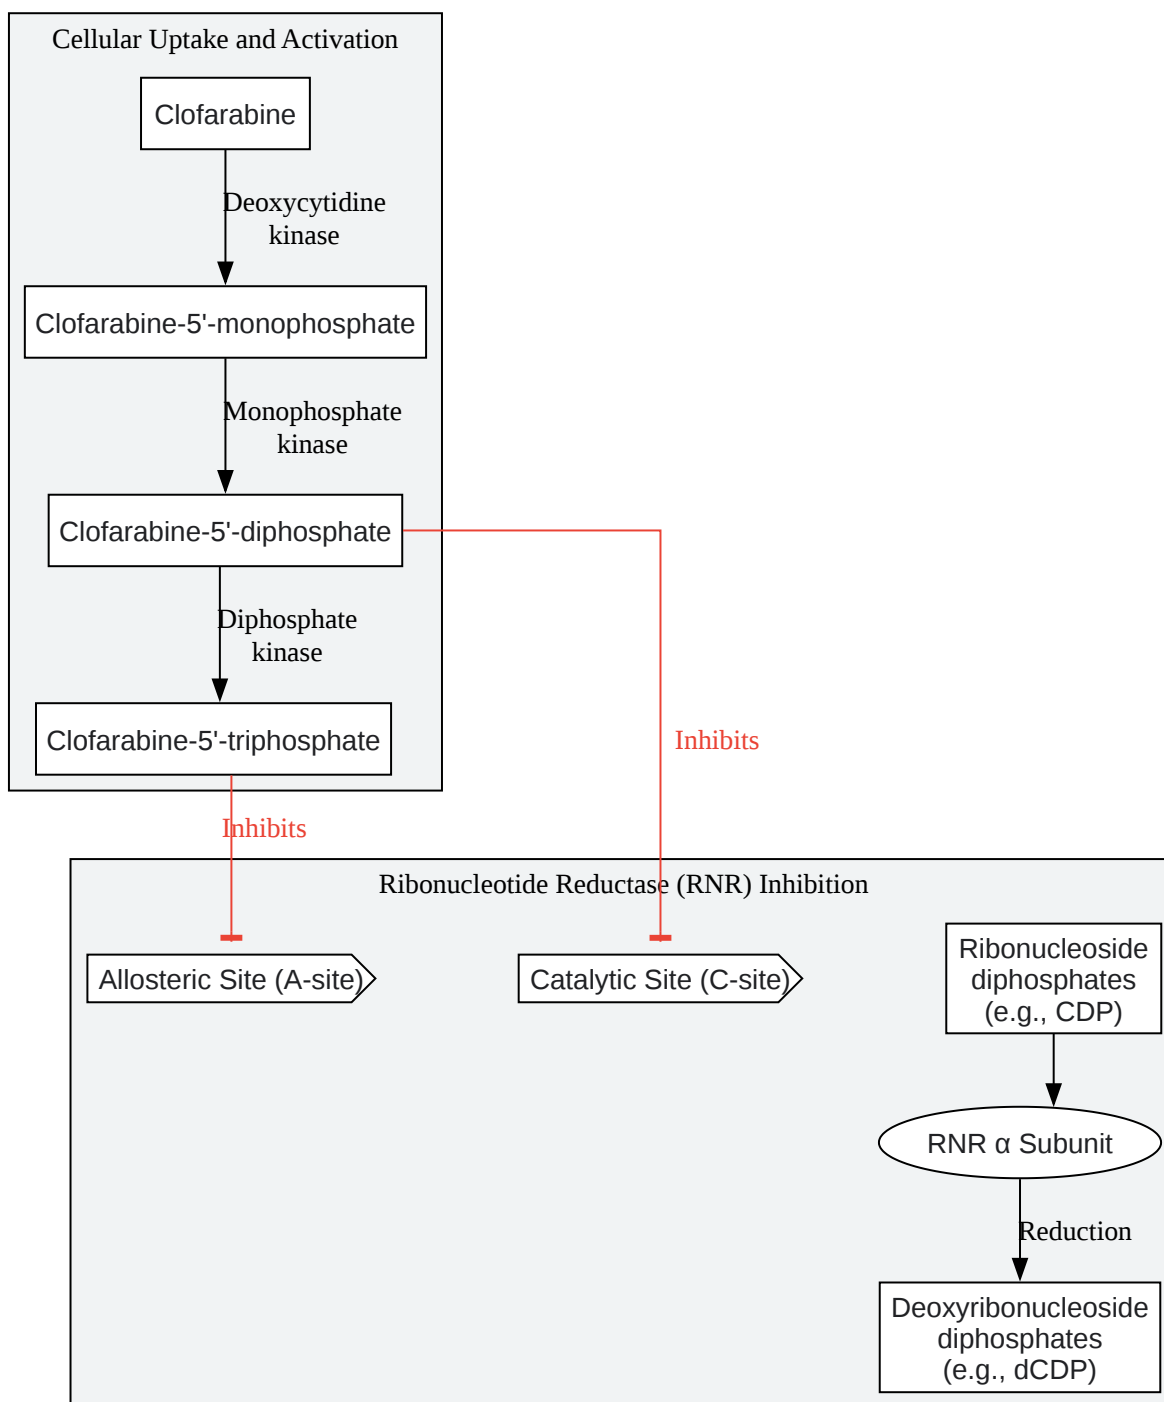 Cellular Uptake and Activation
Clofarabine
Deoxycytidine
kinase
Clofarabine-5'-monophosphate
Monophosphate
kinase
Clofarabine-5'-diphosphate
Diphosphate
kinase
Clofarabine-5'-triphosphate
Inhibits
Inhibits
Ribonucleotide Reductase (RNR) Inhibition
Allosteric Site (A-site)
Catalytic Site (C-site)
Ribonucleoside
diphosphates
(e.g., CDP)
RNR α Subunit
Reduction
Deoxyribonucleoside
diphosphates
(e.g., dCDP)